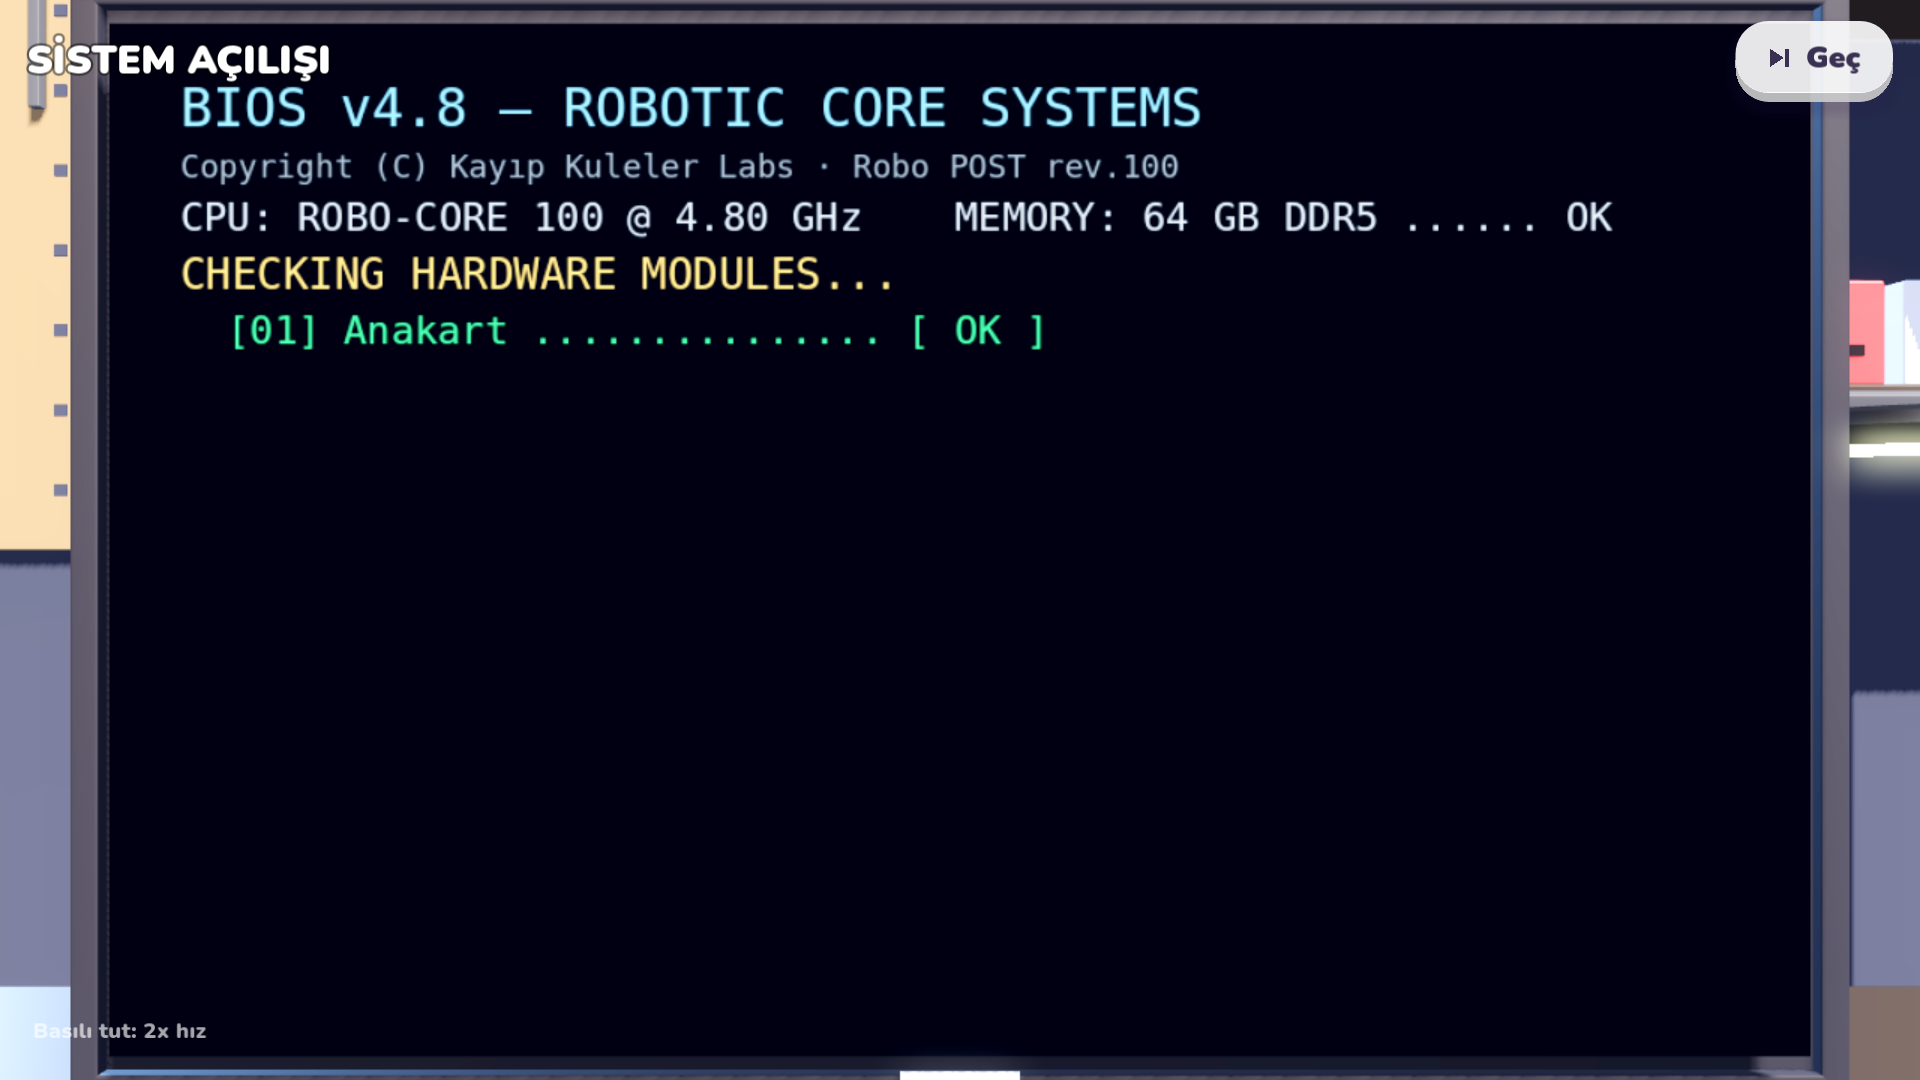 SİSTEM AÇILIŞI
Geç
BIOS v4.8 — ROBOTIC CORE SYSTEMS
Copyright (C) Kayıp Kuleler Labs · Robo POST rev.100
CPU: ROBO-CORE 100 @ 4.80 GHz    MEMORY: 64 GB DDR5 ...... OK
CHECKING HARDWARE MODULES...
[01] Anakart ............... [ OK ]
Basılı tut: 2x hız